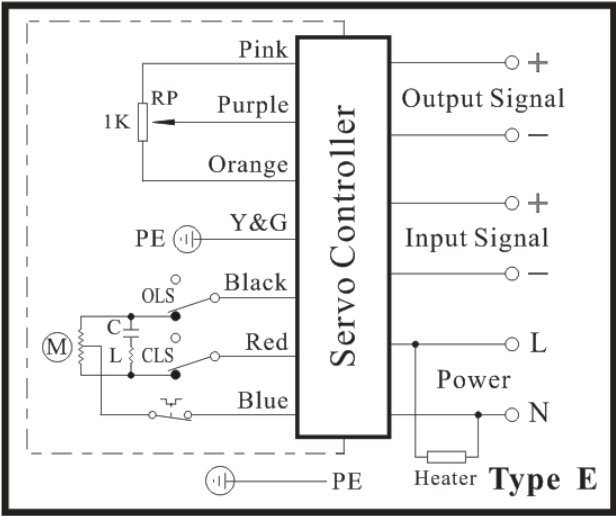 Pink
RP
1K
Purple
Orange
Y&G
PE
Black
OLS
C
M
L
CLS
Red
Blue
Servo Controller
+
Output Signal
−
+
Input Signal
−
L
Power
N
Heater
PE
Type E